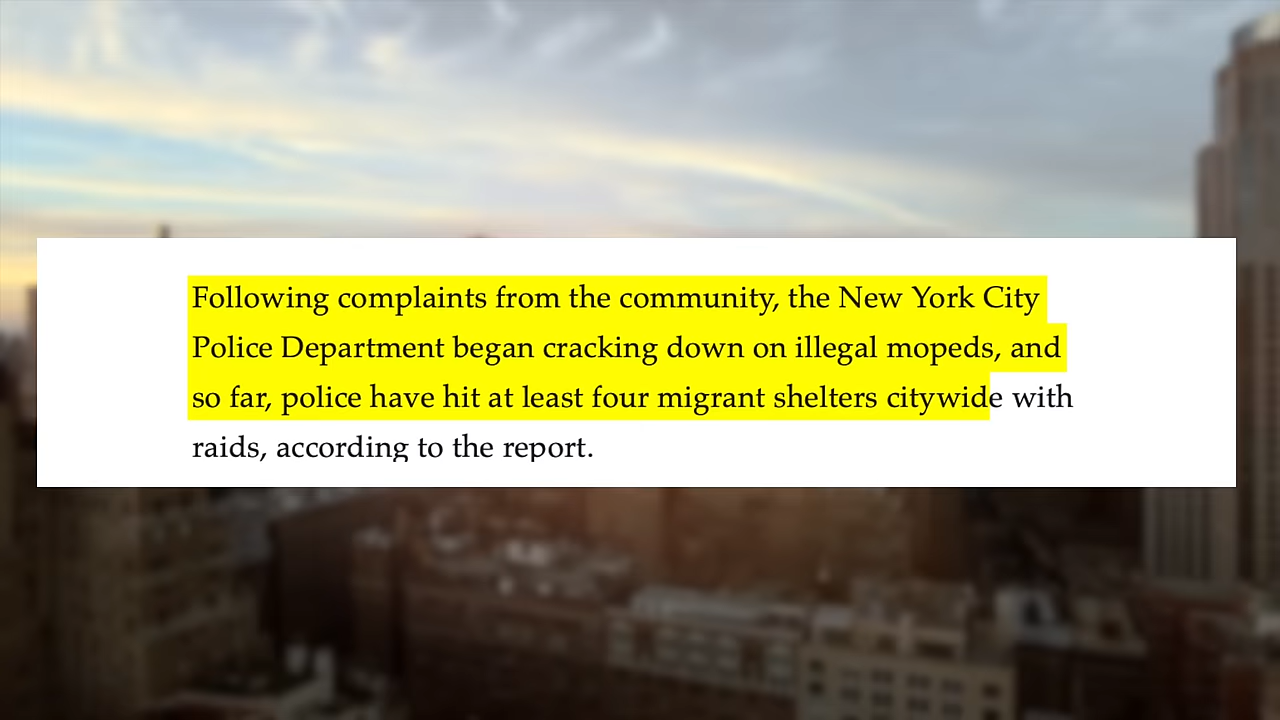 Following complaints from the community, the New York City
Police Department began cracking down on illegal mopeds, and
so far, police have hit at least four migrant shelters citywide with
raids, according to the report.